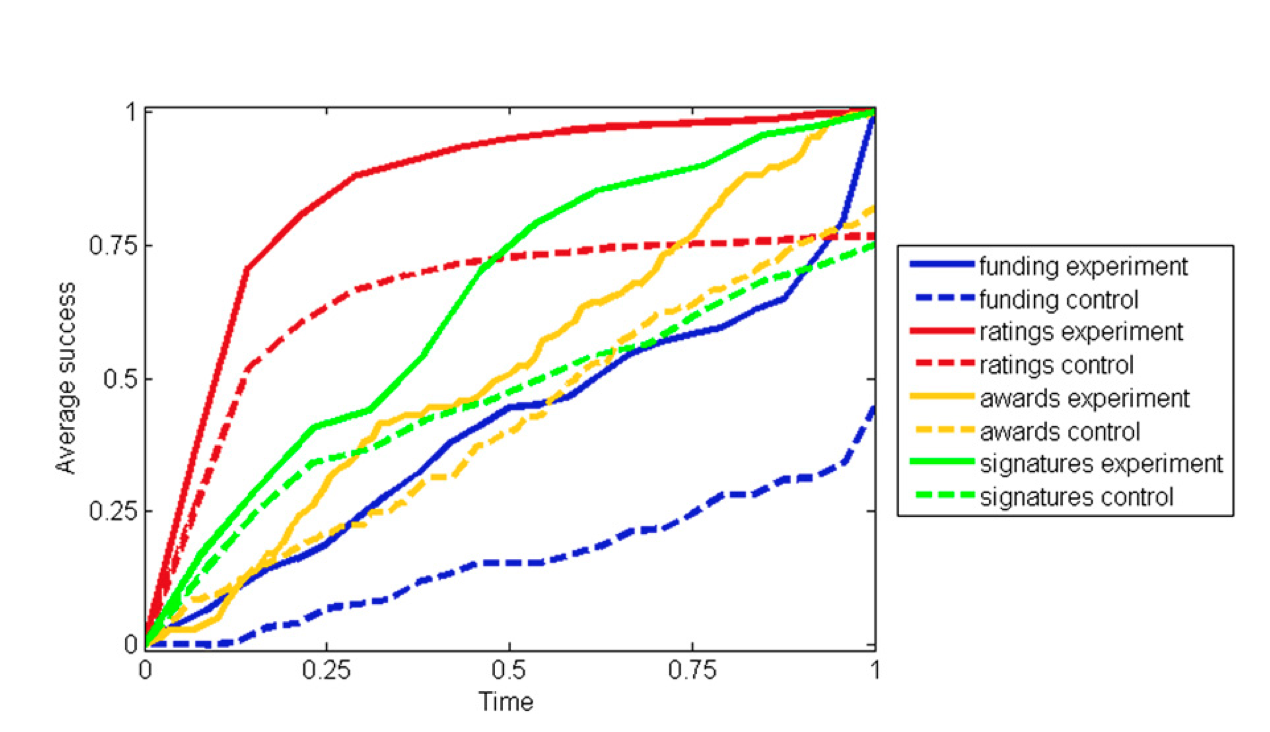 1
0.75
0.5
0.25
0
Average success
0 0.25 0.5 0.75 1
Time
funding experiment
funding control
ratings experiment
ratings control
awards experiment
awards control
signatures experiment
signatures control